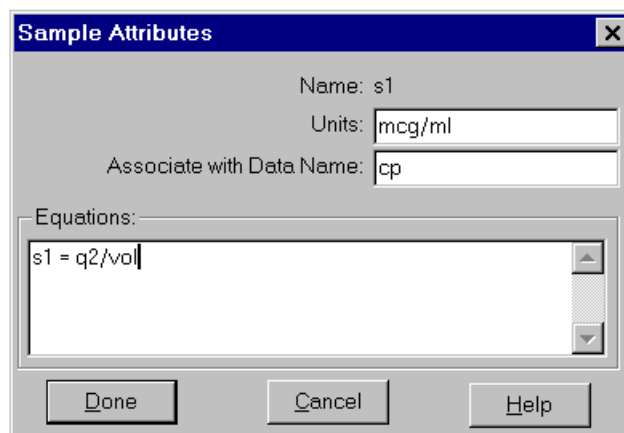 Sample Attributes
Name: s1
Units: mcg/ml
Associate with Data Name: cp
Equations:
s1 = q2/vol
Done Cancel Help